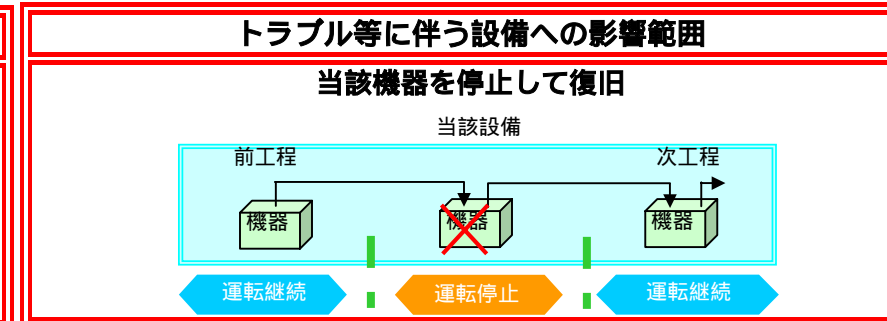 トラブル等に伴う設備への影響範囲
当該機器を停止して復旧
当該設備
前工程
次工程
機器
機器
機器
運転継続
運転停止
運転継続